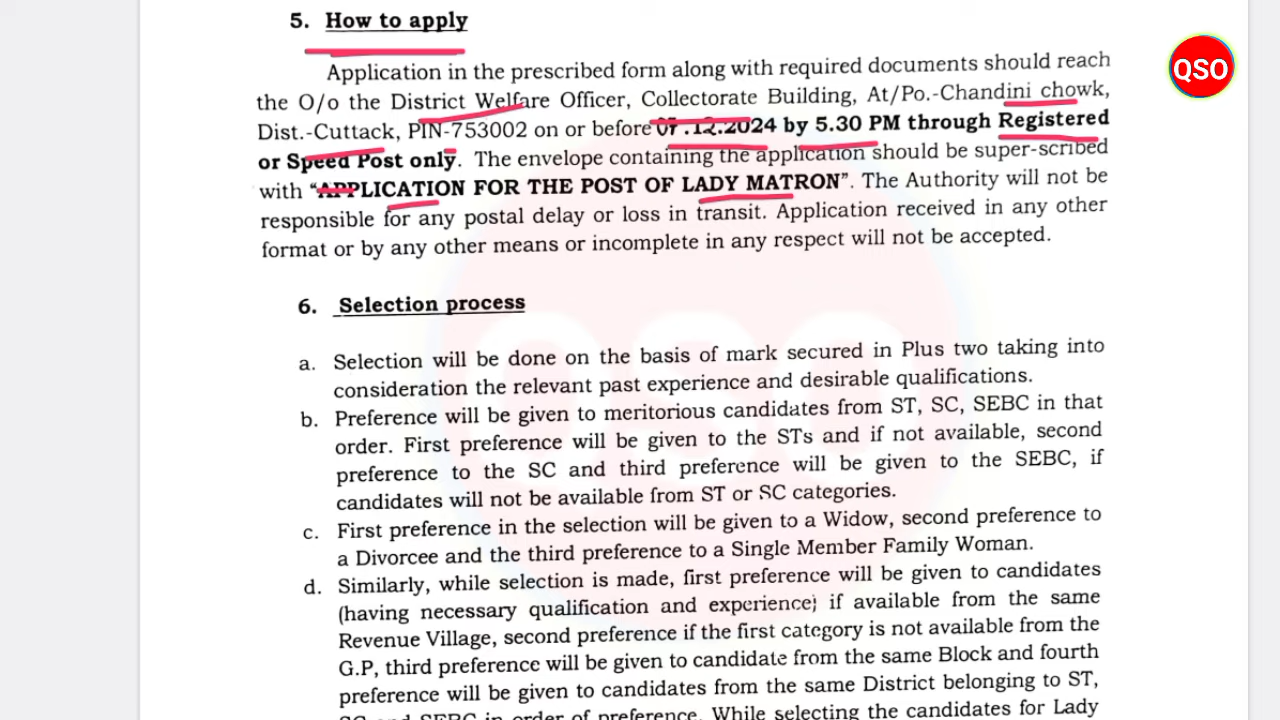 5. How to apply
QSO
Application in the prescribed form along with required documents should reach
the O/o the District Welfare Officer, Collectorate Building, At/Po.-Chandini chowk,
Dist.-Cuttack, PIN-753002 on or before 07.12.2024 by 5.30 PM through Registered
or Speed Post only. The envelope containing the application should be super-scribed
with “APPLICATION FOR THE POST OF LADY MATRON”. The Authority will not be
responsible for any postal delay or loss in transit. Application received in any other
format or by any other means or incomplete in any respect will not be accepted.
6. Selection process
a. Selection will be done on the basis of mark secured in Plus two taking into
consideration the relevant past experience and desirable qualifications.
b. Preference will be given to meritorious candidates from ST, SC, SEBC in that
order. First preference will be given to the STs and if not available, second
preference to the SC and third preference will be given to the SEBC, if
candidates will not be available from ST or SC categories.
c. First preference in the selection will be given to a Widow, second preference to
a Divorcee and the third preference to a Single Member Family Woman.
d. Similarly, while selection is made, first preference will be given to candidates
(having necessary qualification and experience) if available from the same
Revenue Village, second preference if the first category is not available from the
G.P, third preference will be given to candidate from the same Block and fourth
preference will be given to candidates from the same District belonging to ST,
SC and SEBC in order of preference. While selecting the candidates for Lady